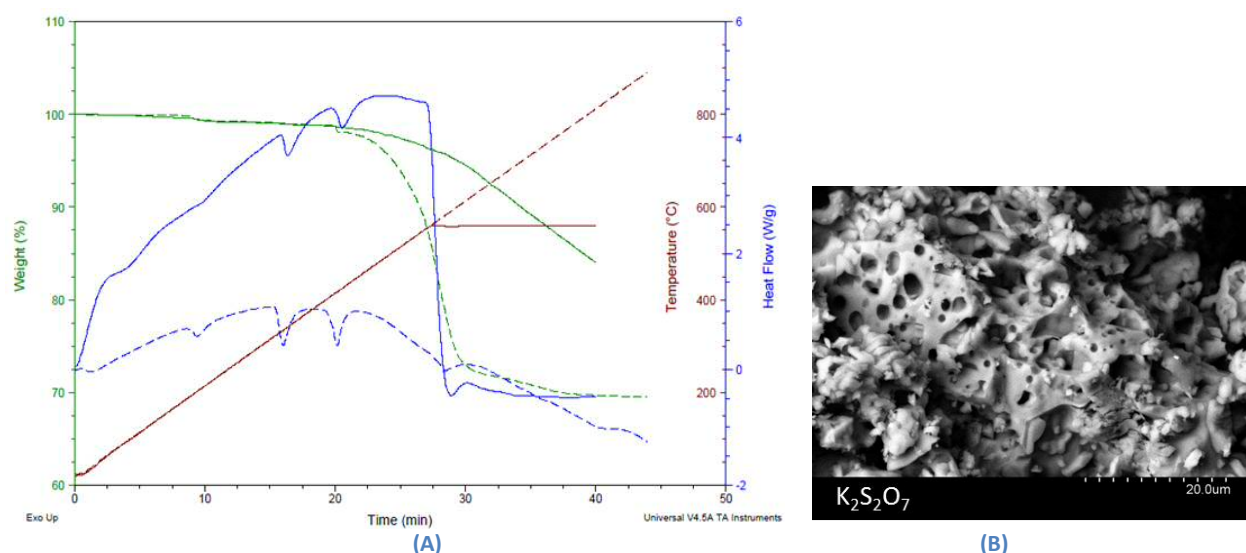 110
100
90
80
70
60
Weight (%)
800
600
400
200
Temperature (°C)
6
4
2
0
-2
Heat Flow (W/g)
0
10
20
30
40
50
Exo Up
Time (min)
Universal V4.5A TA Instruments
(A)
K₂S₂O₇
20.0um
(B)